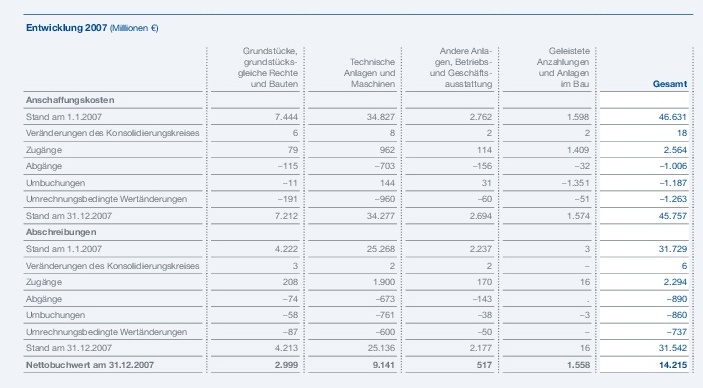 Entwicklung 2007 (Millionen €)
Grundstücke, grundstücks- gleiche Rechte und Bauten Technische Anlagen und Maschinen Andere Anla- gen, Betriebs- und Geschäfts- ausstattung Geleistete Anzahlungen und Anlagen im Bau Gesamt
Anschaffungskosten
Stand am 1.1.2007 7.444 34.827 2.762 1.598 46.631
Veränderungen des Konsolidierungskreises 6 8 2 2 18
Zugänge 79 962 114 1.409 2.564
Abgänge –115 –703 –156 –32 –1.006
Umbuchungen –11 144 31 –1.351 –1.187
Umrechnungsbedingte Wertänderungen –191 –960 –60 –51 –1.263
Stand am 31.12.2007 7.212 34.277 2.694 1.574 45.757
Abschreibungen
Stand am 1.1.2007 4.222 25.268 2.237 3 31.729
Veränderungen des Konsolidierungskreises 3 2 2 – 6
Zugänge 208 1.900 170 16 2.294
Abgänge –74 –673 –143 . –890
Umbuchungen –58 –761 –38 –3 –860
Umrechnungsbedingte Wertänderungen –87 –600 –50 – –737
Stand am 31.12.2007 4.213 25.136 2.177 16 31.542
Nettobuchwert am 31.12.2007 2.999 9.141 517 1.558 14.215